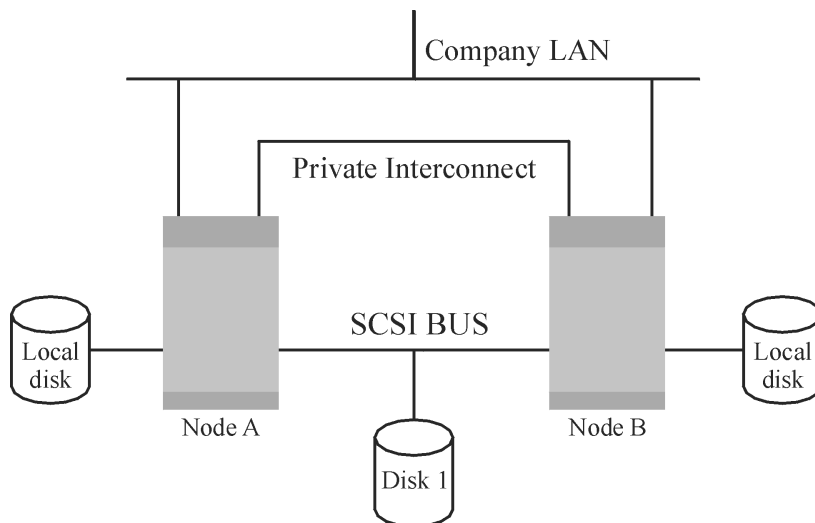 Company LAN
Private Interconnect
SCSI BUS
Local
disk
Local
disk
Node A
Node B
Disk 1